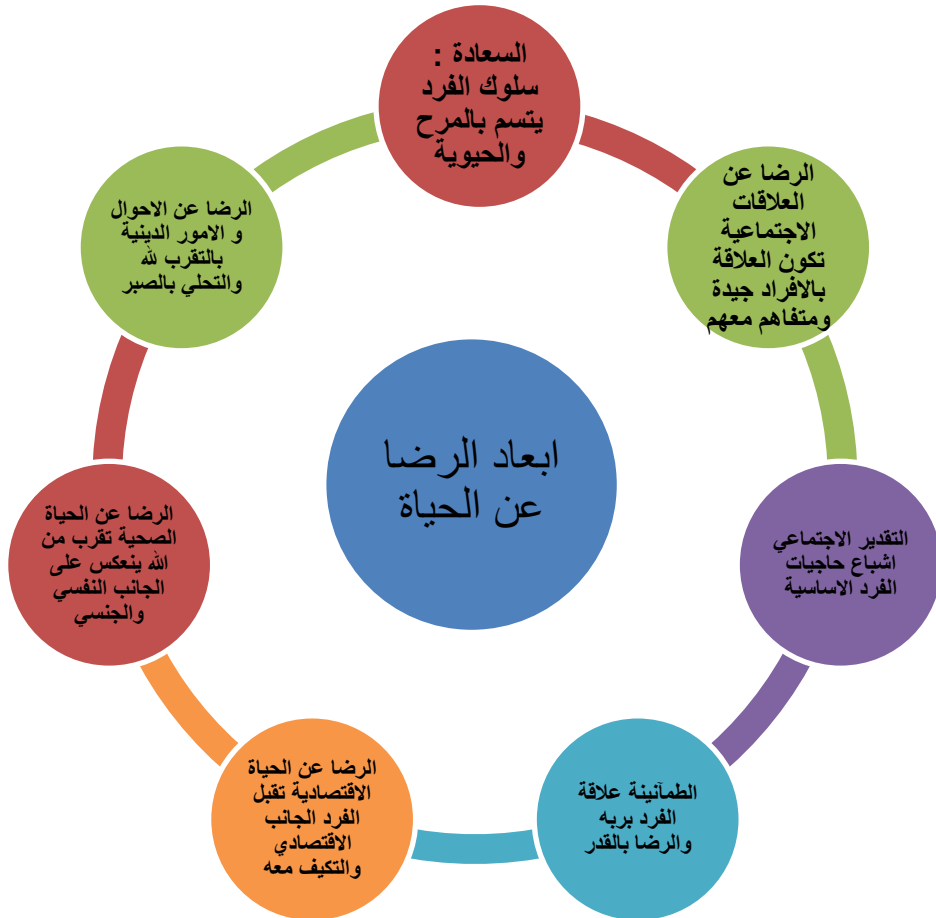 السعادة :
سلوك الفرد
يتسم بالمرح
والحيوية
الرضا عن
العلاقات
الاجتماعية
تكون العلاقة
بالافراد جيدة
ومتفاهم معهم
التقدير الاجتماعي
اشباع حاجيات
الفرد الاساسية
الطمآنينة علاقة
الفرد بربه
والرضا بالقدر
الرضا عن الحياة
الاقتصادية تقبل
الفرد الجانب
الاقتصادي
والتكيف معه
الرضا عن الحياة
الصحية تقرب من
الله ينعكس على
الجانب النفسي
والجنسي
الرضا عن الاحوال
و الامور الدينية
بالتقرب لله
والتحلي بالصبر
ابعاد الرضا
عن الحياة